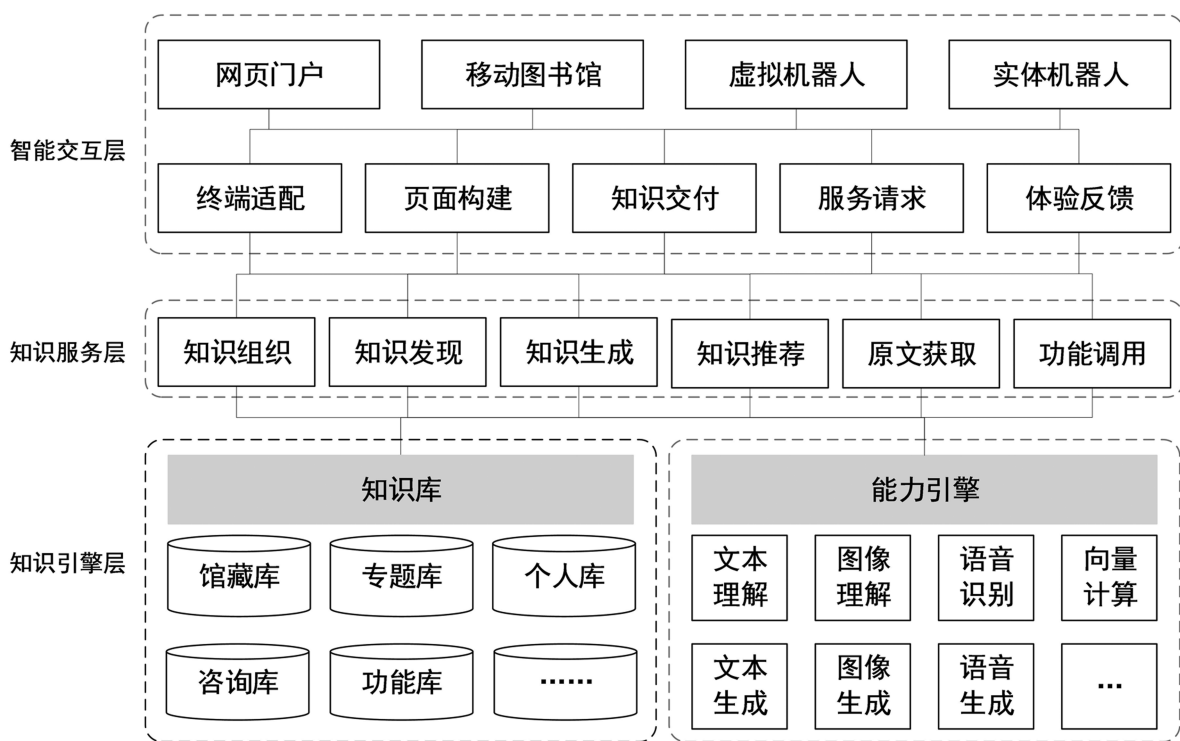 网页门户
移动图书馆
虚拟机器人
实体机器人
智能交互层
终端适配
页面构建
知识交付
服务请求
体验反馈
知识服务层
知识组织
知识发现
知识生成
知识推荐
原文获取
功能调用
知识引擎层
知识库
馆藏库
专题库
个人库
咨询库
功能库
……
能力引擎
文本
理解
图像
理解
语音
识别
向量
计算
文本
生成
图像
生成
语音
生成
…